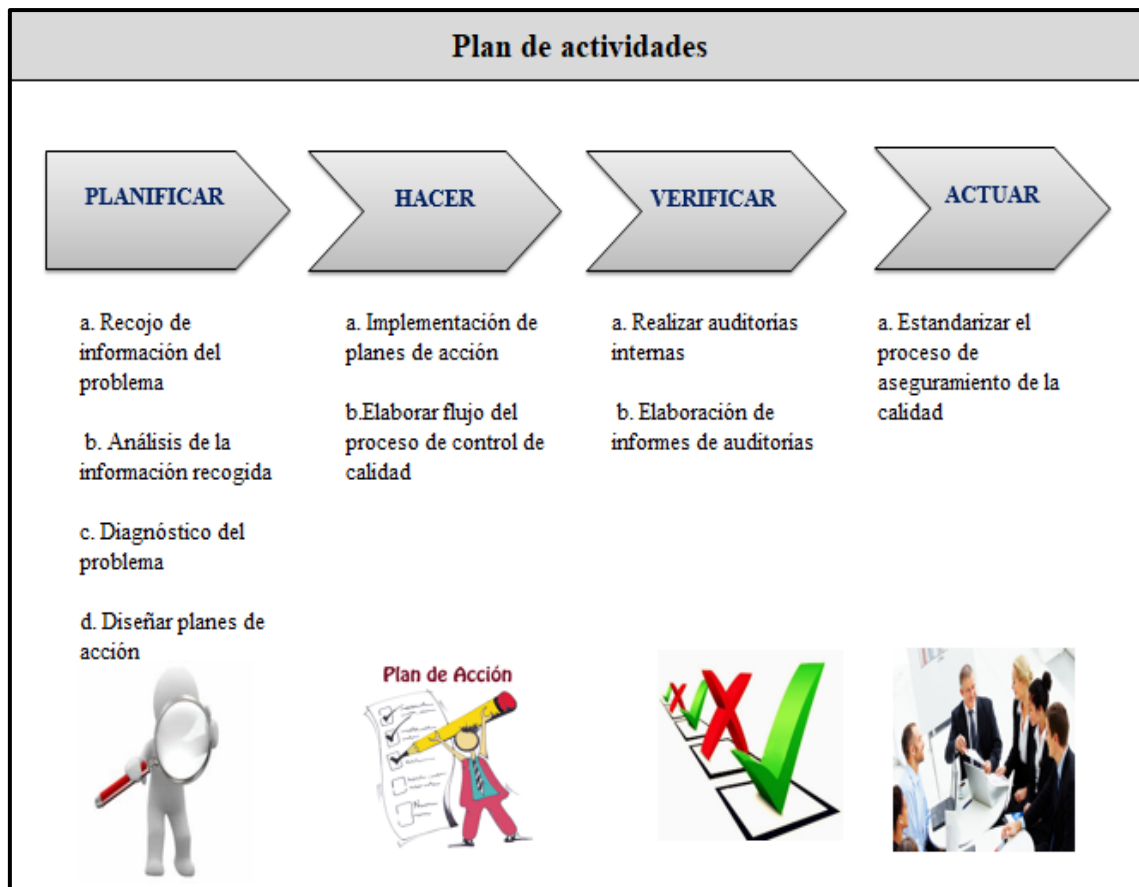 Plan de actividades
PLANIFICAR
HACER
VERIFICAR
ACTUAR
a. Recojo de
información del
problema
b. Análisis de la
información recogida
c. Diagnóstico del
problema
d. Diseñar planes de
acción
a. Implementación de
planes de acción
b.Elaborar flujo del
proceso de control de
calidad
a. Realizar auditorías
internas
b. Elaboración de
informes de auditorías
a. Estandarizar el
proceso de
aseguramiento de la
calidad
Plan de Acción